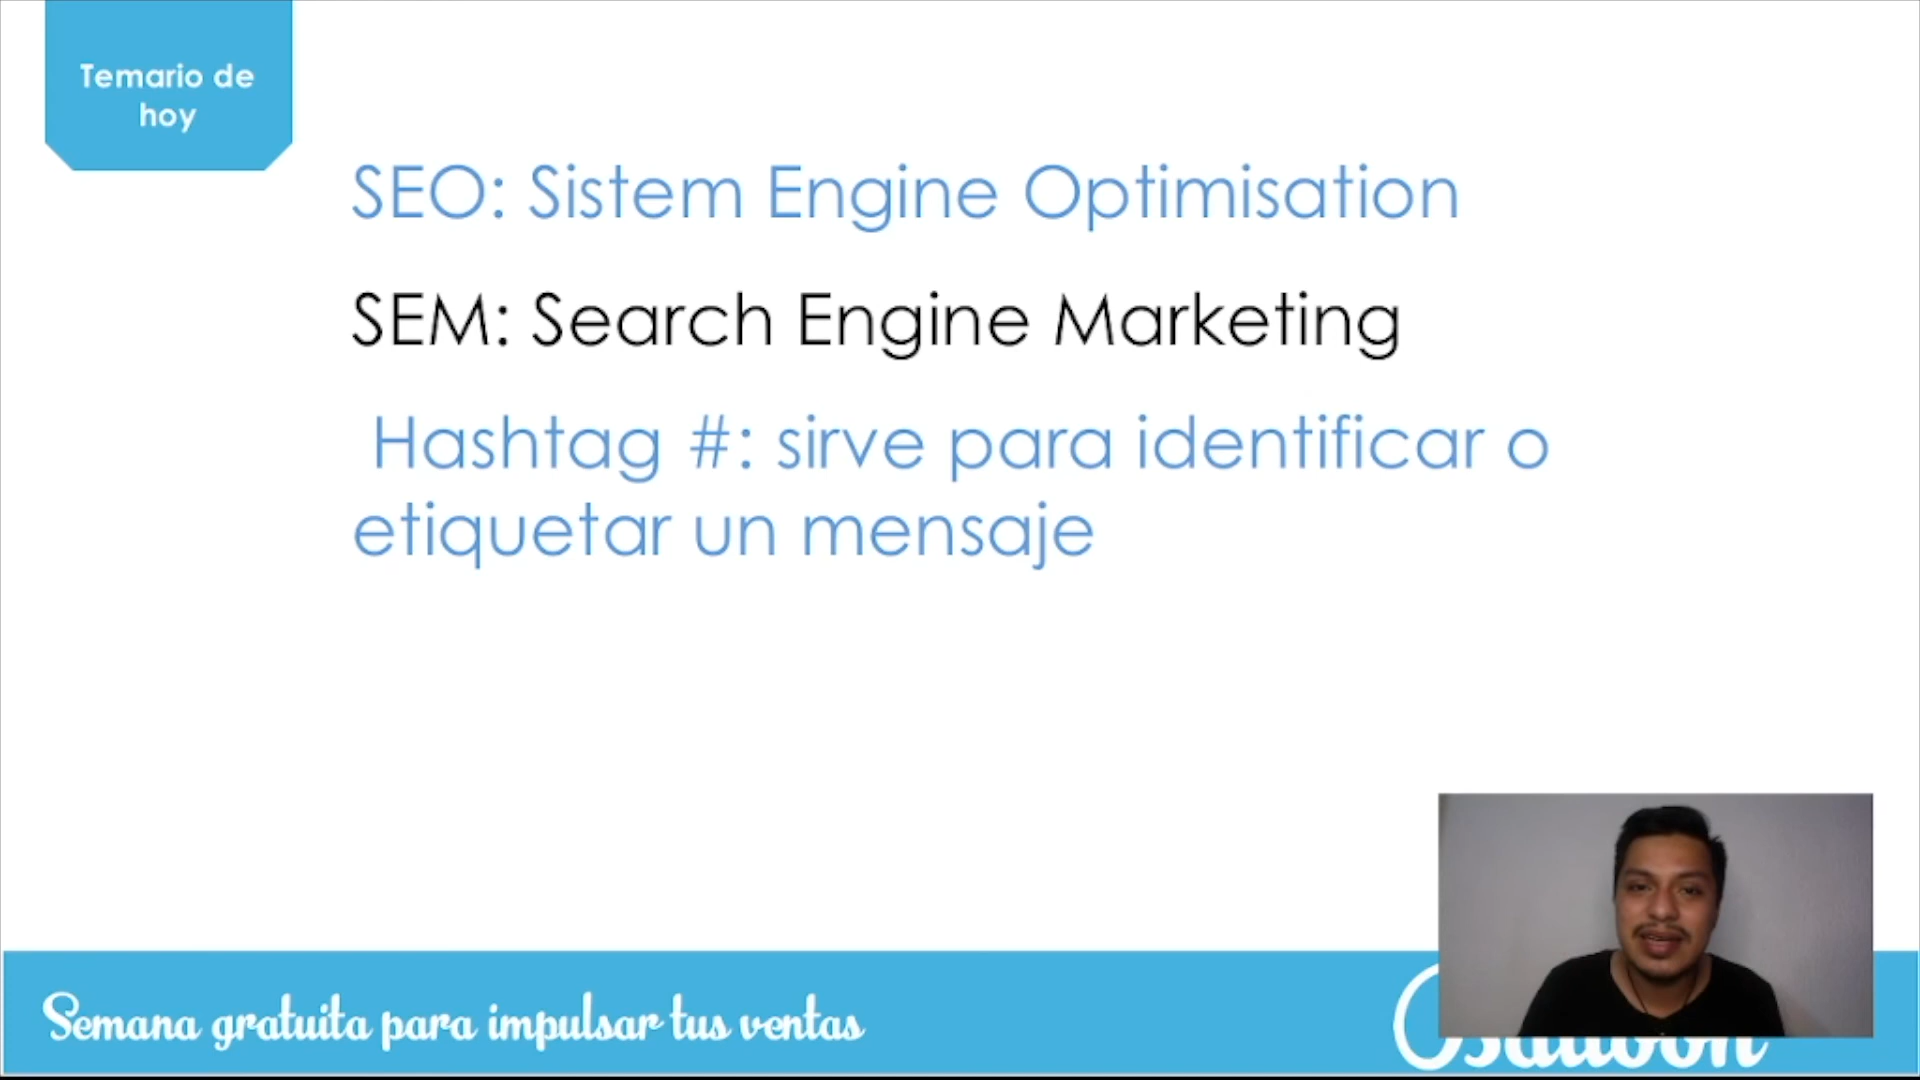 Temario de
hoy
SEO: Sistem Engine Optimisation
SEM: Search Engine Marketing
Hashtag #: sirve para identificar o
etiquetar un mensaje
Semana gratuita para impulsar tus ventas